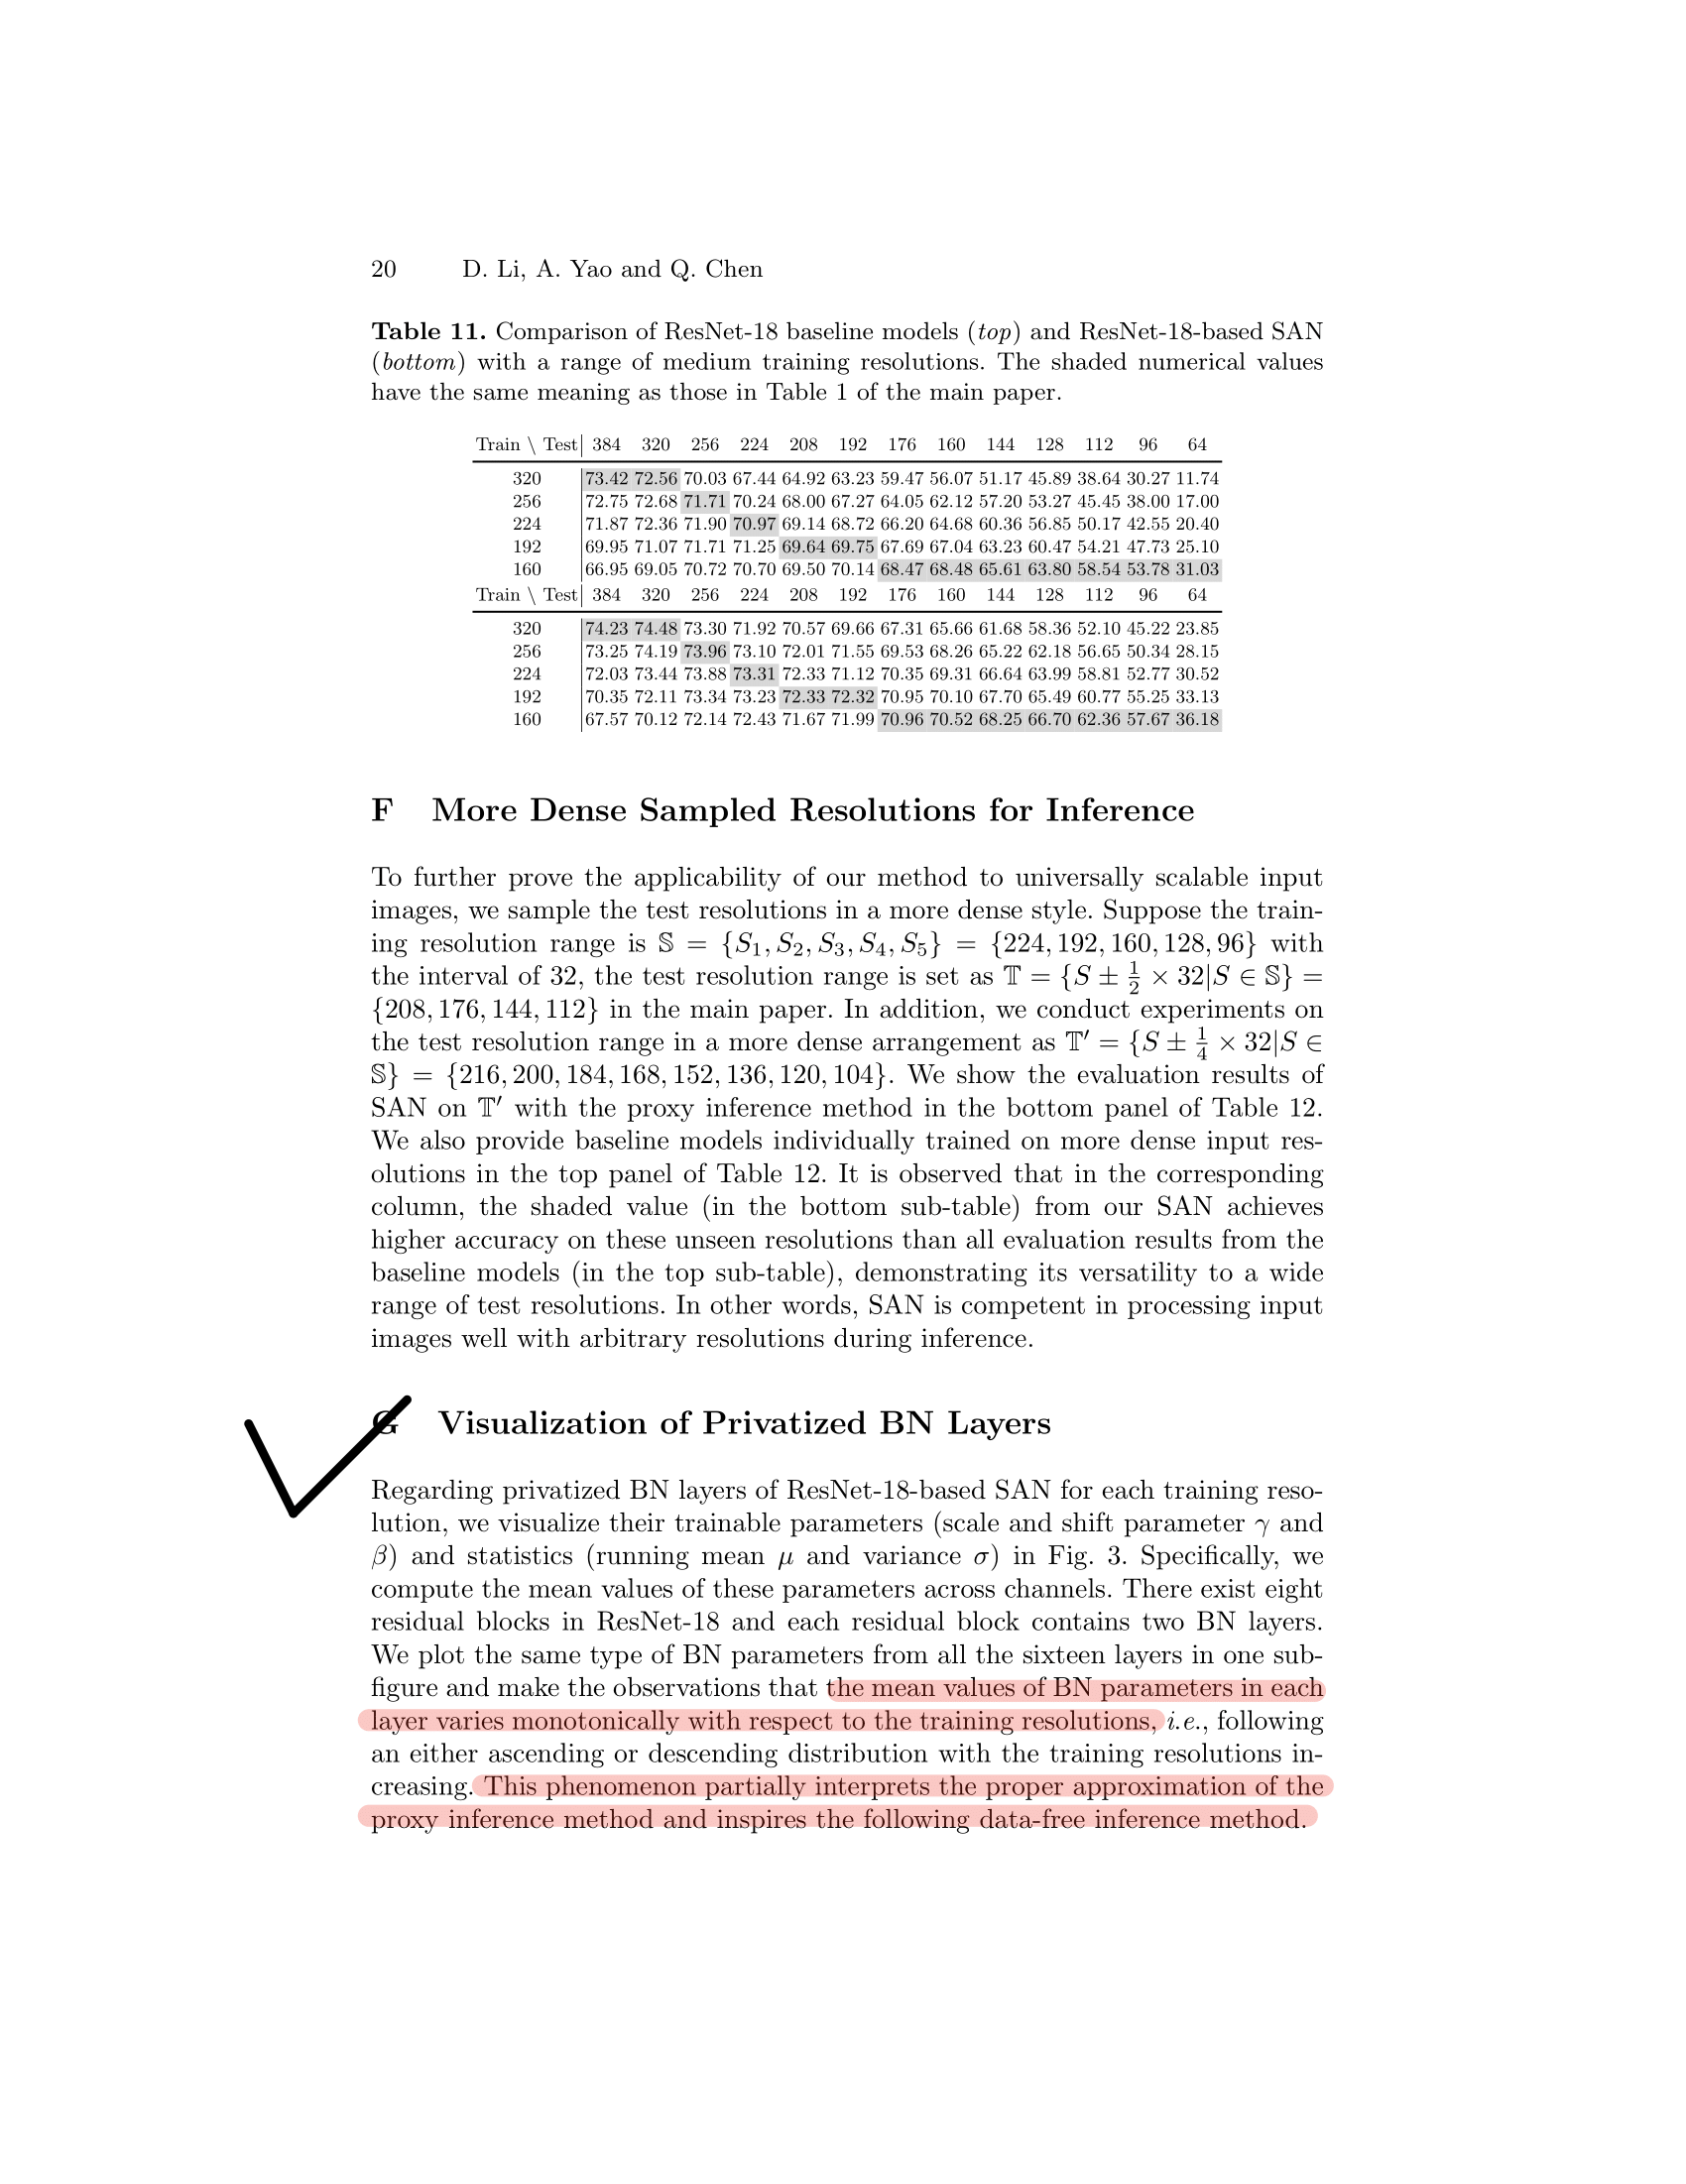 20 D. Li, A. Yao and Q. Chen
Table 11. Comparison of ResNet-18 baseline models (top) and ResNet-18-based SAN
(bottom) with a range of medium training resolutions. The shaded numerical values
have the same meaning as those in Table 1 of the main paper.
Train \ Test 384 320 256 224 208 192 176 160 144 128 112 96 64
320 73.42 72.56 70.03 67.44 64.92 63.23 59.47 56.07 51.17 45.89 38.64 30.27 11.74
256 72.75 72.68 71.71 70.24 68.00 67.27 64.05 62.12 57.20 53.27 45.45 38.00 17.00
224 71.87 72.36 71.90 70.97 69.14 68.72 66.20 64.68 60.36 56.85 50.17 42.55 20.40
192 69.95 71.07 71.71 71.25 69.64 69.75 67.69 67.04 63.23 60.47 54.21 47.73 25.10
160 66.95 69.05 70.72 70.70 69.50 70.14 68.47 68.48 65.61 63.80 58.54 53.78 31.03
Train \ Test 384 320 256 224 208 192 176 160 144 128 112 96 64
320 74.23 74.48 73.30 71.92 70.57 69.66 67.31 65.66 61.68 58.36 52.10 45.22 23.85
256 73.25 74.19 73.96 73.10 72.01 71.55 69.53 68.26 65.22 62.18 56.65 50.34 28.15
224 72.03 73.44 73.88 73.31 72.33 71.12 70.35 69.31 66.64 63.99 58.81 52.77 30.52
192 70.35 72.11 73.34 73.23 72.33 72.32 70.95 70.10 67.70 65.49 60.77 55.25 33.13
160 67.57 70.12 72.14 72.43 71.67 71.99 70.96 70.52 68.25 66.70 62.36 57.67 36.18
F More Dense Sampled Resolutions for Inference
To further prove the applicability of our method to universally scalable input
images, we sample the test resolutions in a more dense style. Suppose the train-
ing resolution range is 𝕊 = {S₁, S₂, S₃, S₄, S₅} = {224, 192, 160, 128, 96} with
the interval of 32, the test resolution range is set as 𝕋 = {S ± 1/2 × 32|S ∈ 𝕊} =
{208, 176, 144, 112} in the main paper. In addition, we conduct experiments on
the test resolution range in a more dense arrangement as 𝕋′ = {S ± 1/4 × 32|S ∈
𝕊} = {216, 200, 184, 168, 152, 136, 120, 104}. We show the evaluation results of
SAN on 𝕋′ with the proxy inference method in the bottom panel of Table 12.
We also provide baseline models individually trained on more dense input res-
olutions in the top panel of Table 12. It is observed that in the corresponding
column, the shaded value (in the bottom sub-table) from our SAN achieves
higher accuracy on these unseen resolutions than all evaluation results from the
baseline models (in the top sub-table), demonstrating its versatility to a wide
range of test resolutions. In other words, SAN is competent in processing input
images well with arbitrary resolutions during inference.
G Visualization of Privatized BN Layers
Regarding privatized BN layers of ResNet-18-based SAN for each training reso-
lution, we visualize their trainable parameters (scale and shift parameter γ and
β) and statistics (running mean μ and variance σ) in Fig. 3. Specifically, we
compute the mean values of these parameters across channels. There exist eight
residual blocks in ResNet-18 and each residual block contains two BN layers.
We plot the same type of BN parameters from all the sixteen layers in one sub-
figure and make the observations that the mean values of BN parameters in each
layer varies monotonically with respect to the training resolutions, i.e., following
an either ascending or descending distribution with the training resolutions in-
creasing. This phenomenon partially interprets the proper approximation of the
proxy inference method and inspires the following data-free inference method.